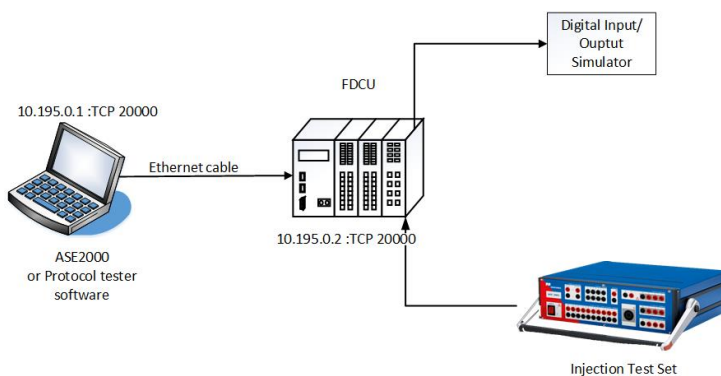 Digital Input/
Ouptut
Simulator
FDCU
10.195.0.1 :TCP 20000
Ethernet cable
10.195.0.2 :TCP 20000
ASE2000
or Protocol tester
software
Injection Test Set